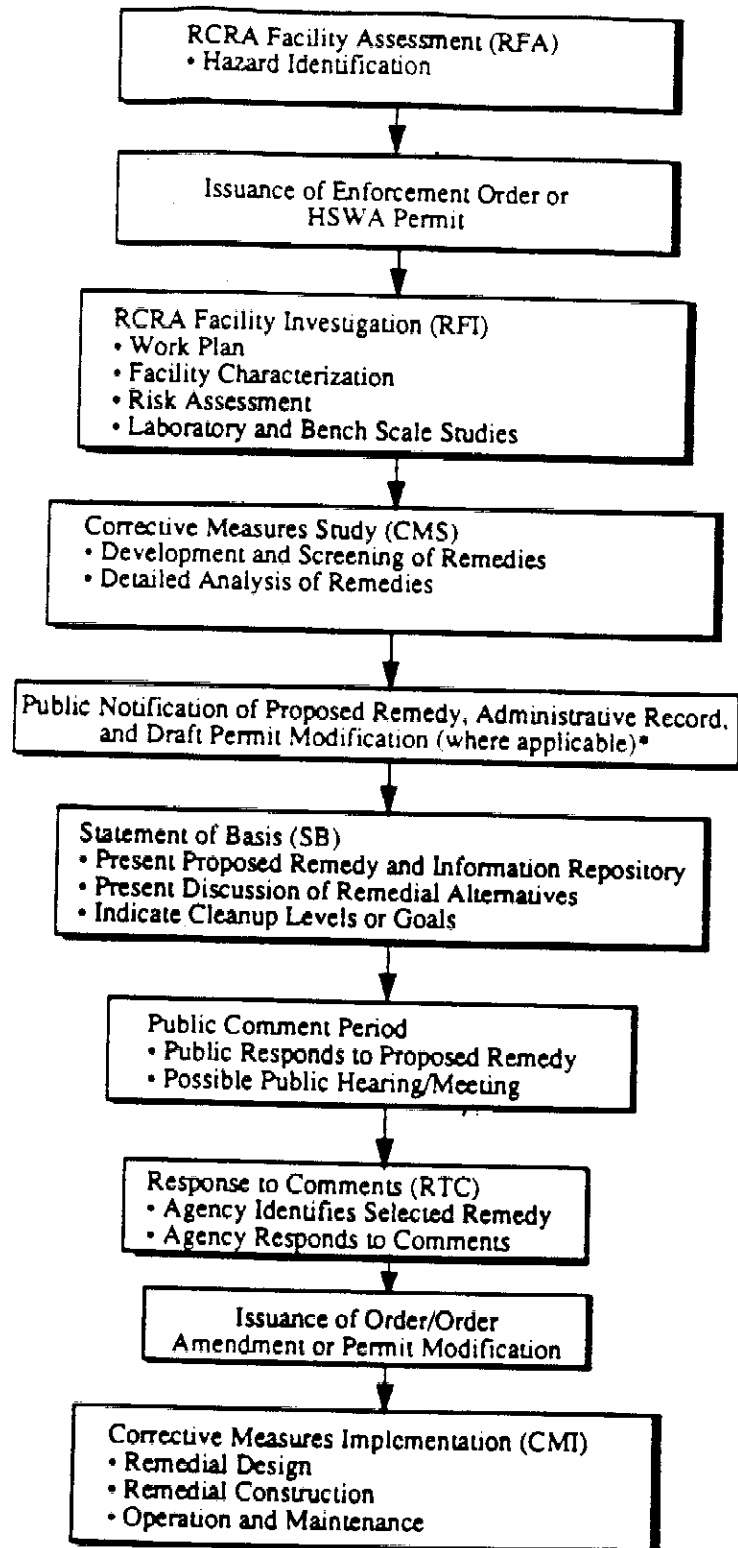 RCRA Facility Assessment (RFA)
• Hazard Identification
Issuance of Enforcement Order or
HSWA Permit
RCRA Facility Investigation (RFI)
• Work Plan
• Facility Characterization
• Risk Assessment
• Laboratory and Bench Scale Studies
Corrective Measures Study (CMS)
• Development and Screening of Remedies
• Detailed Analysis of Remedies
Public Notification of Proposed Remedy, Administrative Record,
and Draft Permit Modification (where applicable)*
Statement of Basis (SB)
• Present Proposed Remedy and Information Repository
• Present Discussion of Remedial Alternatives
• Indicate Cleanup Levels or Goals
Public Comment Period
• Public Responds to Proposed Remedy
• Possible Public Hearing/Meeting
Response to Comments (RTC)
• Agency Identifies Selected Remedy
• Agency Responds to Comments
Issuance of Order/Order
Amendment or Permit Modification
Corrective Measures Implementation (CMI)
• Remedial Design
• Remedial Construction
• Operation and Maintenance